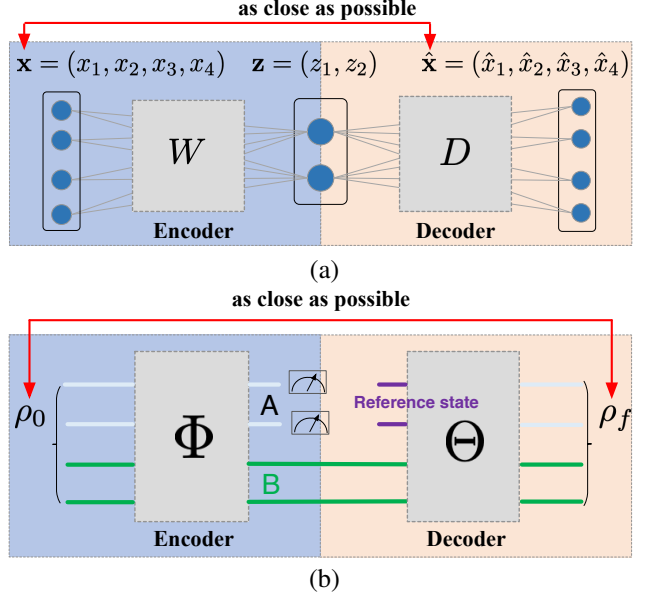 as close as possible
𝐱 = (x₁, x₂, x₃, x₄) 𝐳 = (z₁, z₂) 𝐱̂ = (x̂₁, x̂₂, x̂₃, x̂₄)
W D
Encoder Decoder
(a)
as close as possible
A Reference state
ρ₀ Φ Θ ρ_f
B
Encoder Decoder
(b)